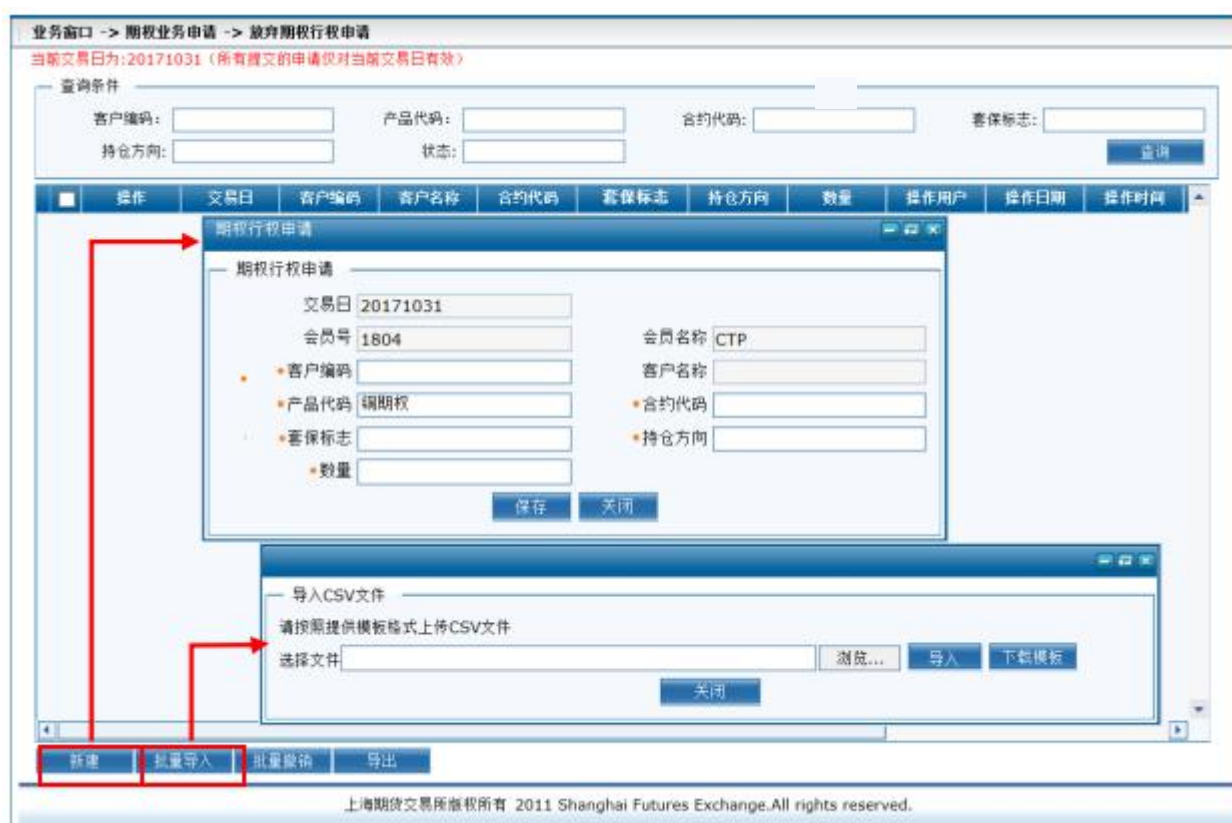 业务窗口 -> 期权业务申请 -> 放弃期权行权申请
当前交易日为:20171031（所有提交的申请仅对当前交易日有效）
查询条件
客户编码: 产品代码: 合约代码: 套保标志:
持仓方向: 状态: 查询
操作 交易日 客户编码 客户名称 合约代码 套保标志 持仓方向 数量 操作用户 操作日期 操作时间
期权行权申请
期权行权申请
交易日 20171031
会员号 1804 会员名称 CTP
*客户编码 客户名称
*产品代码 铜期权 *合约代码
*套保标志 *持仓方向
*数量
保存 关闭
导入CSV文件
请按照提供模板格式上传CSV文件
选择文件 浏览... 导入 下载模板
关闭
新建 批量导入 批量撤销 导出
上海期货交易所版权所有 2011 Shanghai Futures Exchange.All rights reserved.